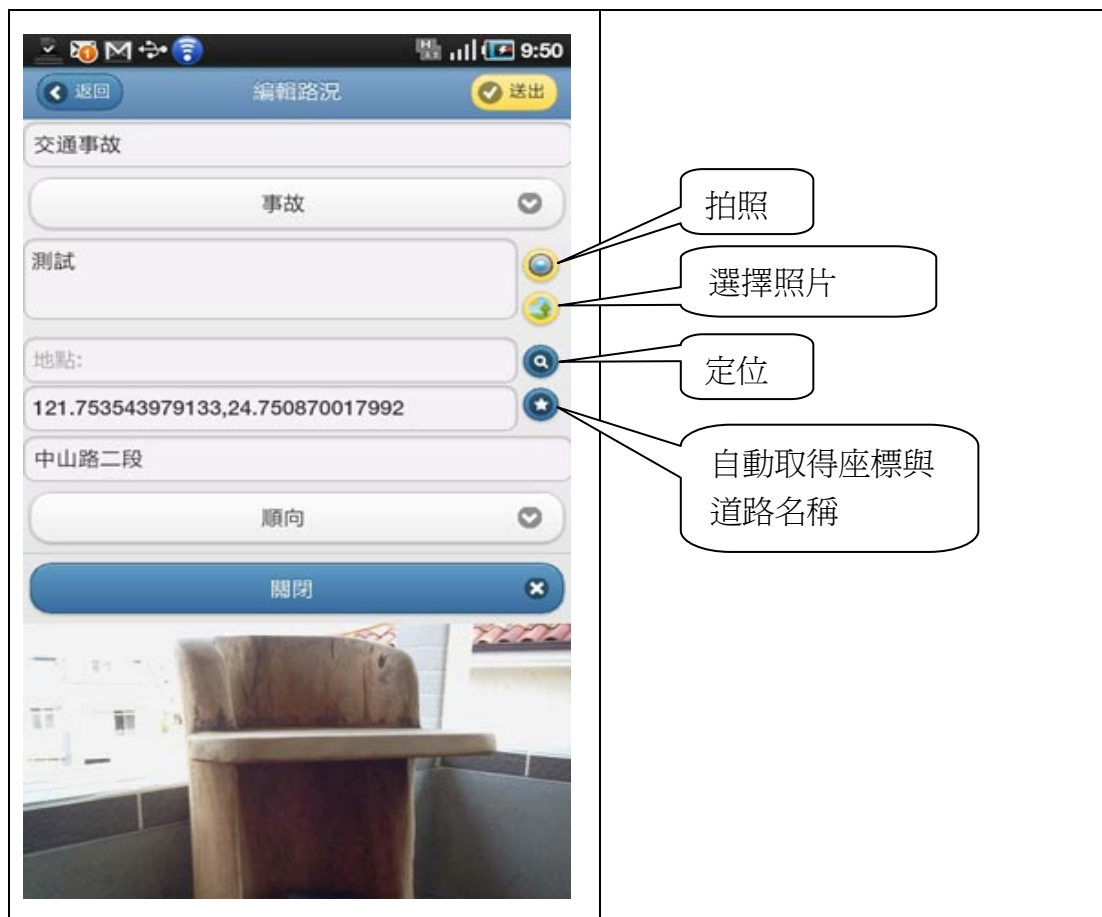 9:50
返回
編輯路況
送出
交通事故
事故
測試
地點:
121.753543979133,24.750870017992
中山路二段
順向
關閉
拍照
選擇照片
定位
自動取得座標與
道路名稱